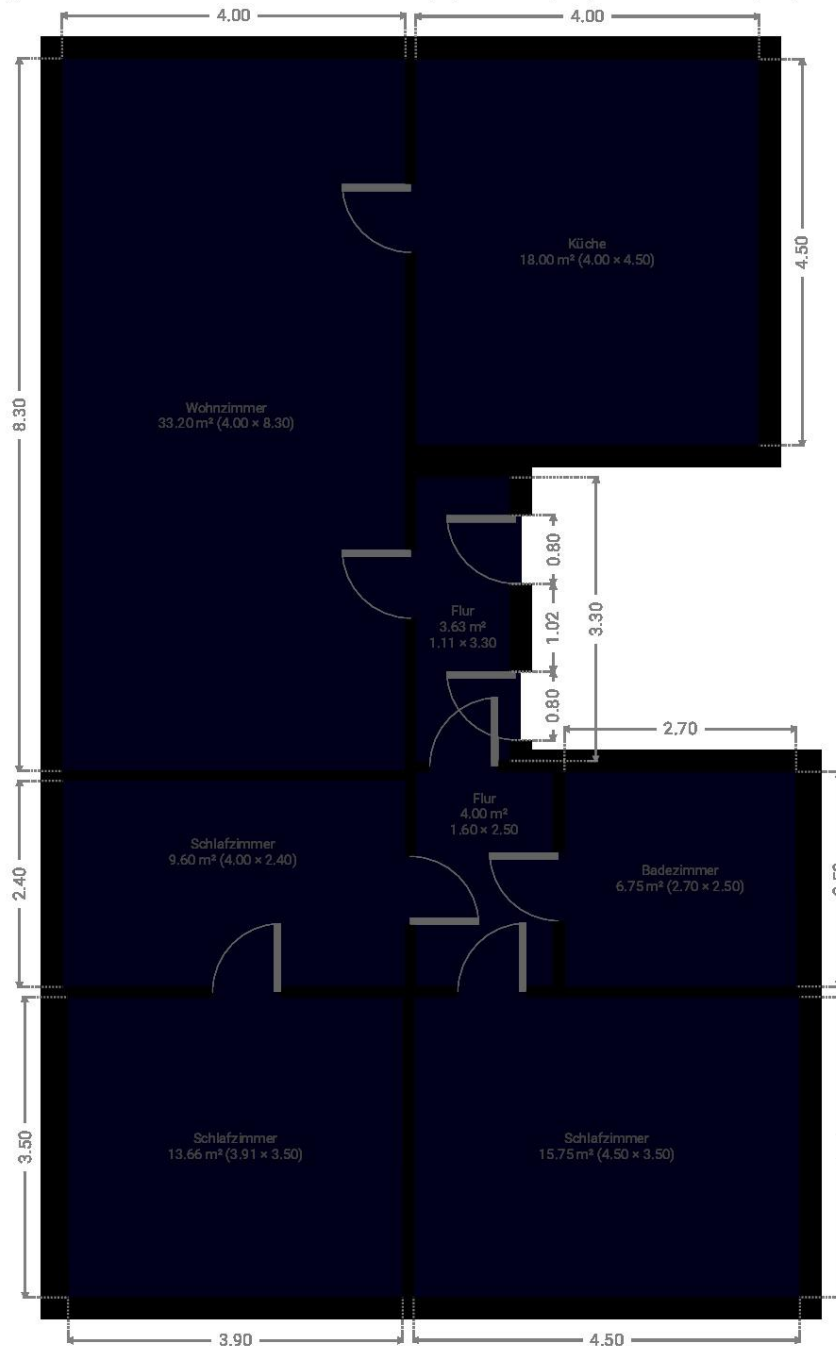 4.00
4.00
Küche
18.00 m² (4.00 × 4.50)
4.50
8.30
Wohnzimmer
33.20 m² (4.00 × 8.30)
0.80
Flur
3.63 m²
1.11 × 3.30
1.02
3.30
0.80
2.70
Flur
4.00 m²
1.60 × 2.50
Schlafzimmer
9.60 m² (4.00 × 2.40)
2.40
Badezimmer
6.75 m² (2.70 × 2.50)
3.50
Schlafzimmer
13.66 m² (3.91 × 3.50)
Schlafzimmer
15.75 m² (4.50 × 3.50)
3.90
4.50